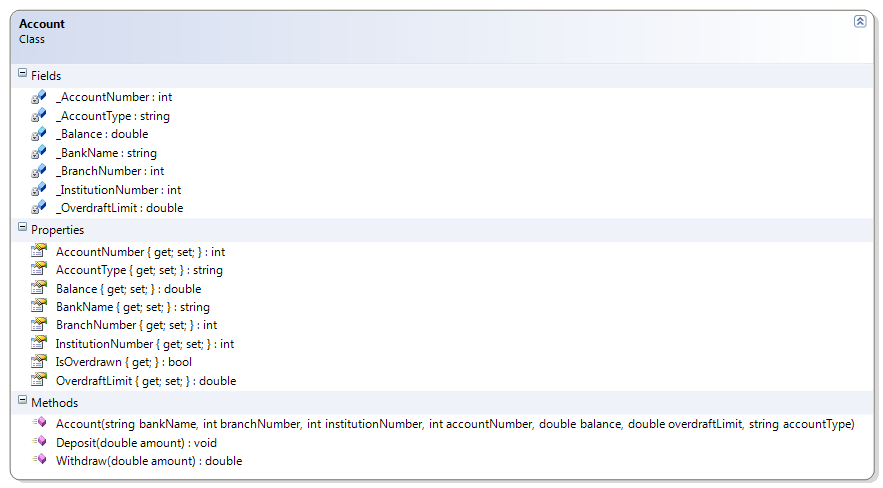 Account
Class
Fields
_AccountNumber : int
_AccountType : string
_Balance : double
_BankName : string
_BranchNumber : int
_InstitutionNumber : int
_OverdraftLimit : double
Properties
AccountNumber { get; set; } : int
AccountType { get; set; } : string
Balance { get; set; } : double
BankName { get; set; } : string
BranchNumber { get; set; } : int
InstitutionNumber { get; set; } : int
IsOverdrawn { get; } : bool
OverdraftLimit { get; set; } : double
Methods
Account(string bankName, int branchNumber, int institutionNumber, int accountNumber, double balance, double overdraftLimit, string accountType)
Deposit(double amount) : void
Withdraw(double amount) : double